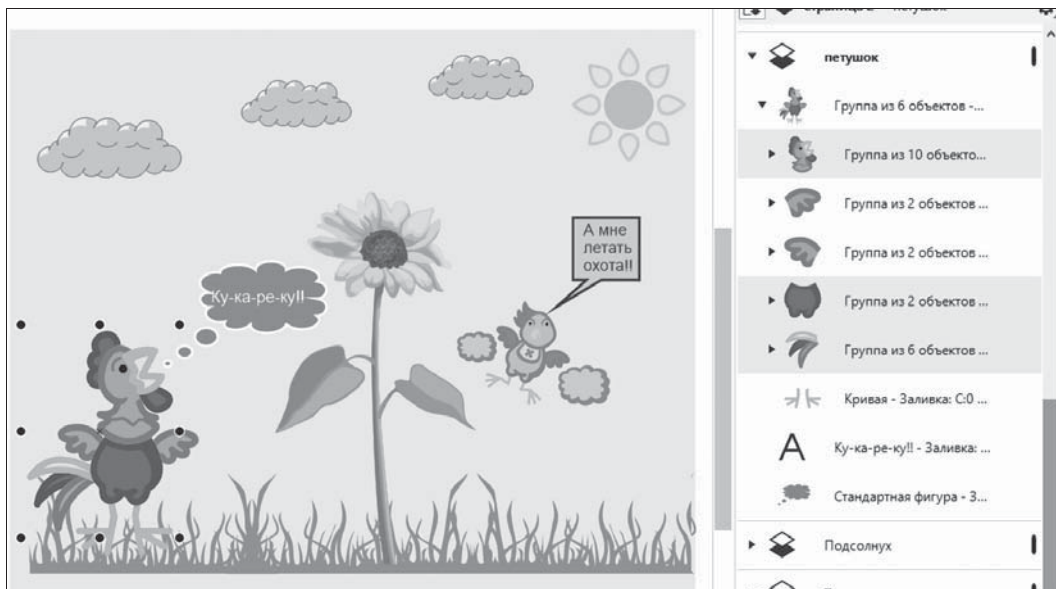 петушок
Группа из 6 объектов -...
Группа из 10 объекто...
Группа из 2 объектов ...
Группа из 2 объектов ...
Группа из 2 объектов ...
Группа из 6 объектов ...
Кривая - Заливка: C:0 ...
A
Ку-ка-ре-ку!! - Заливка: ...
Стандартная фигура - З...
Подсолнух
А мне
летать
охота!!
Ку-ка-ре-ку!!